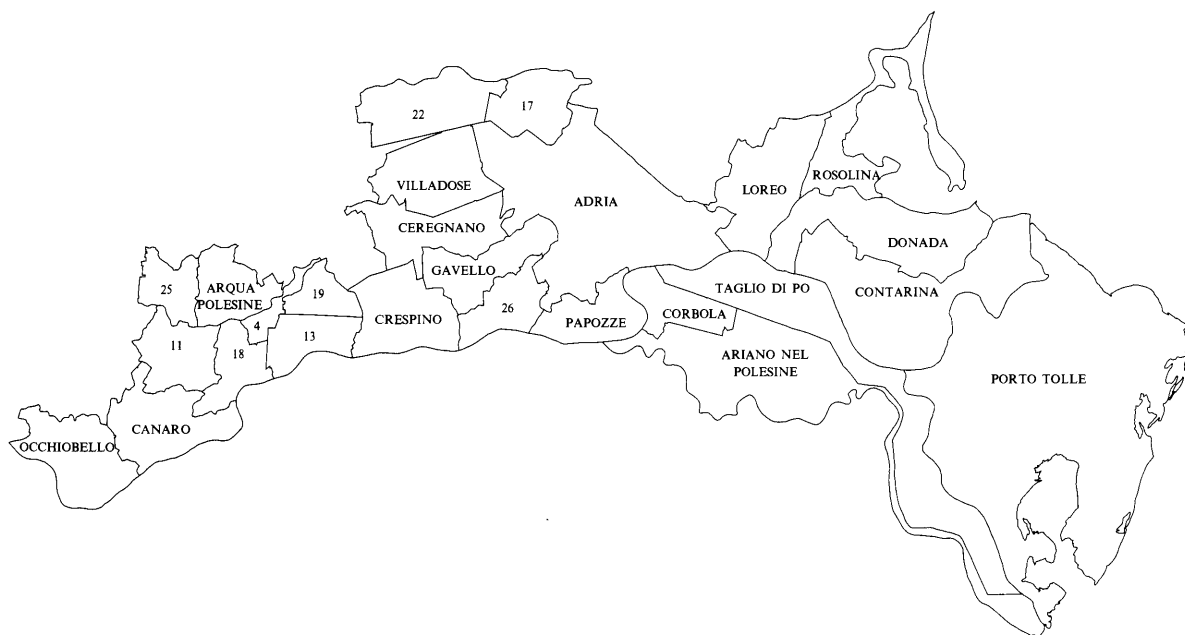 22
17
VILLADOSE
LOREO
ROSOLINA
ADRIA
CEREGNANO
DONADA
GAVELLO
25
ARQUA
POLESINE
19
TAGLIO DI PO
CONTARINA
CRESPINO
26
PAPOZZE
CORBOLA
4
13
11
18
ARIANO NEL
POLESINE
PORTO TOLLE
CANARO
OCCHIOBELLO